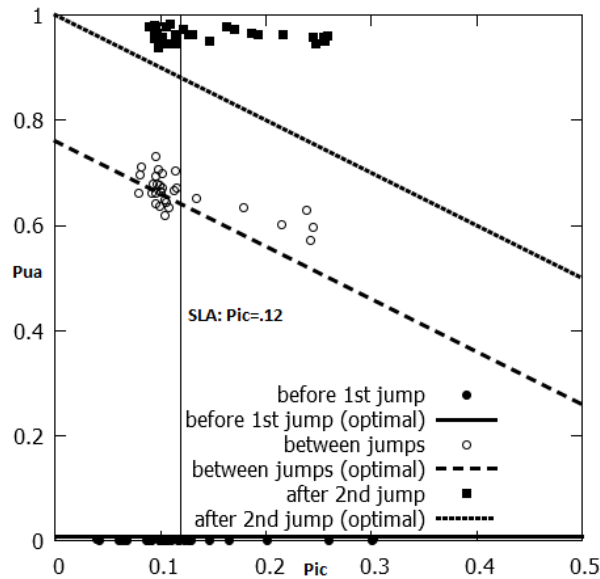 1
0.8
0.6
Pua
0.4
0.2
0
SLA: Pic=.12
before 1st jump
before 1st jump (optimal)
between jumps
between jumps (optimal)
after 2nd jump
after 2nd jump (optimal)
0 0.1 0.2 0.3 0.4 0.5
Pic